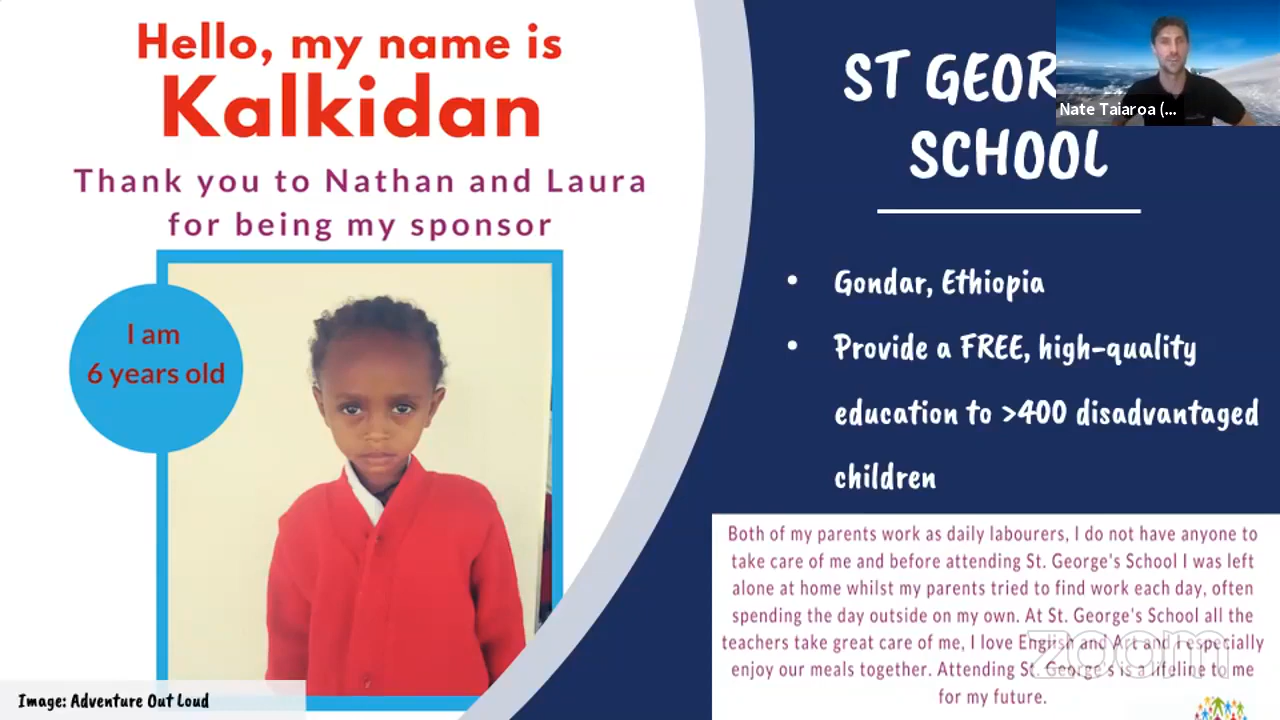 Hello, my name is
Kalkidan
Thank you to Nathan and Laura
for being my sponsor
I am
6 years old
Image: Adventure Out Loud
ST GEOR
SCHOOL
Nate Taiaroa (...
• Gondar, Ethiopia
• Provide a FREE, high-quality
education to >400 disadvantaged
children
Both of my parents work as daily labourers, I do not have anyone to
take care of me and before attending St. George's School I was left
alone at home whilst my parents tried to find work each day, often
spending the day outside on my own. At St. George's School all the
teachers take great care of me, I love English and Art and I especially
enjoy our meals together. Attending St. George's is a lifeline to me
for my future.
zoom